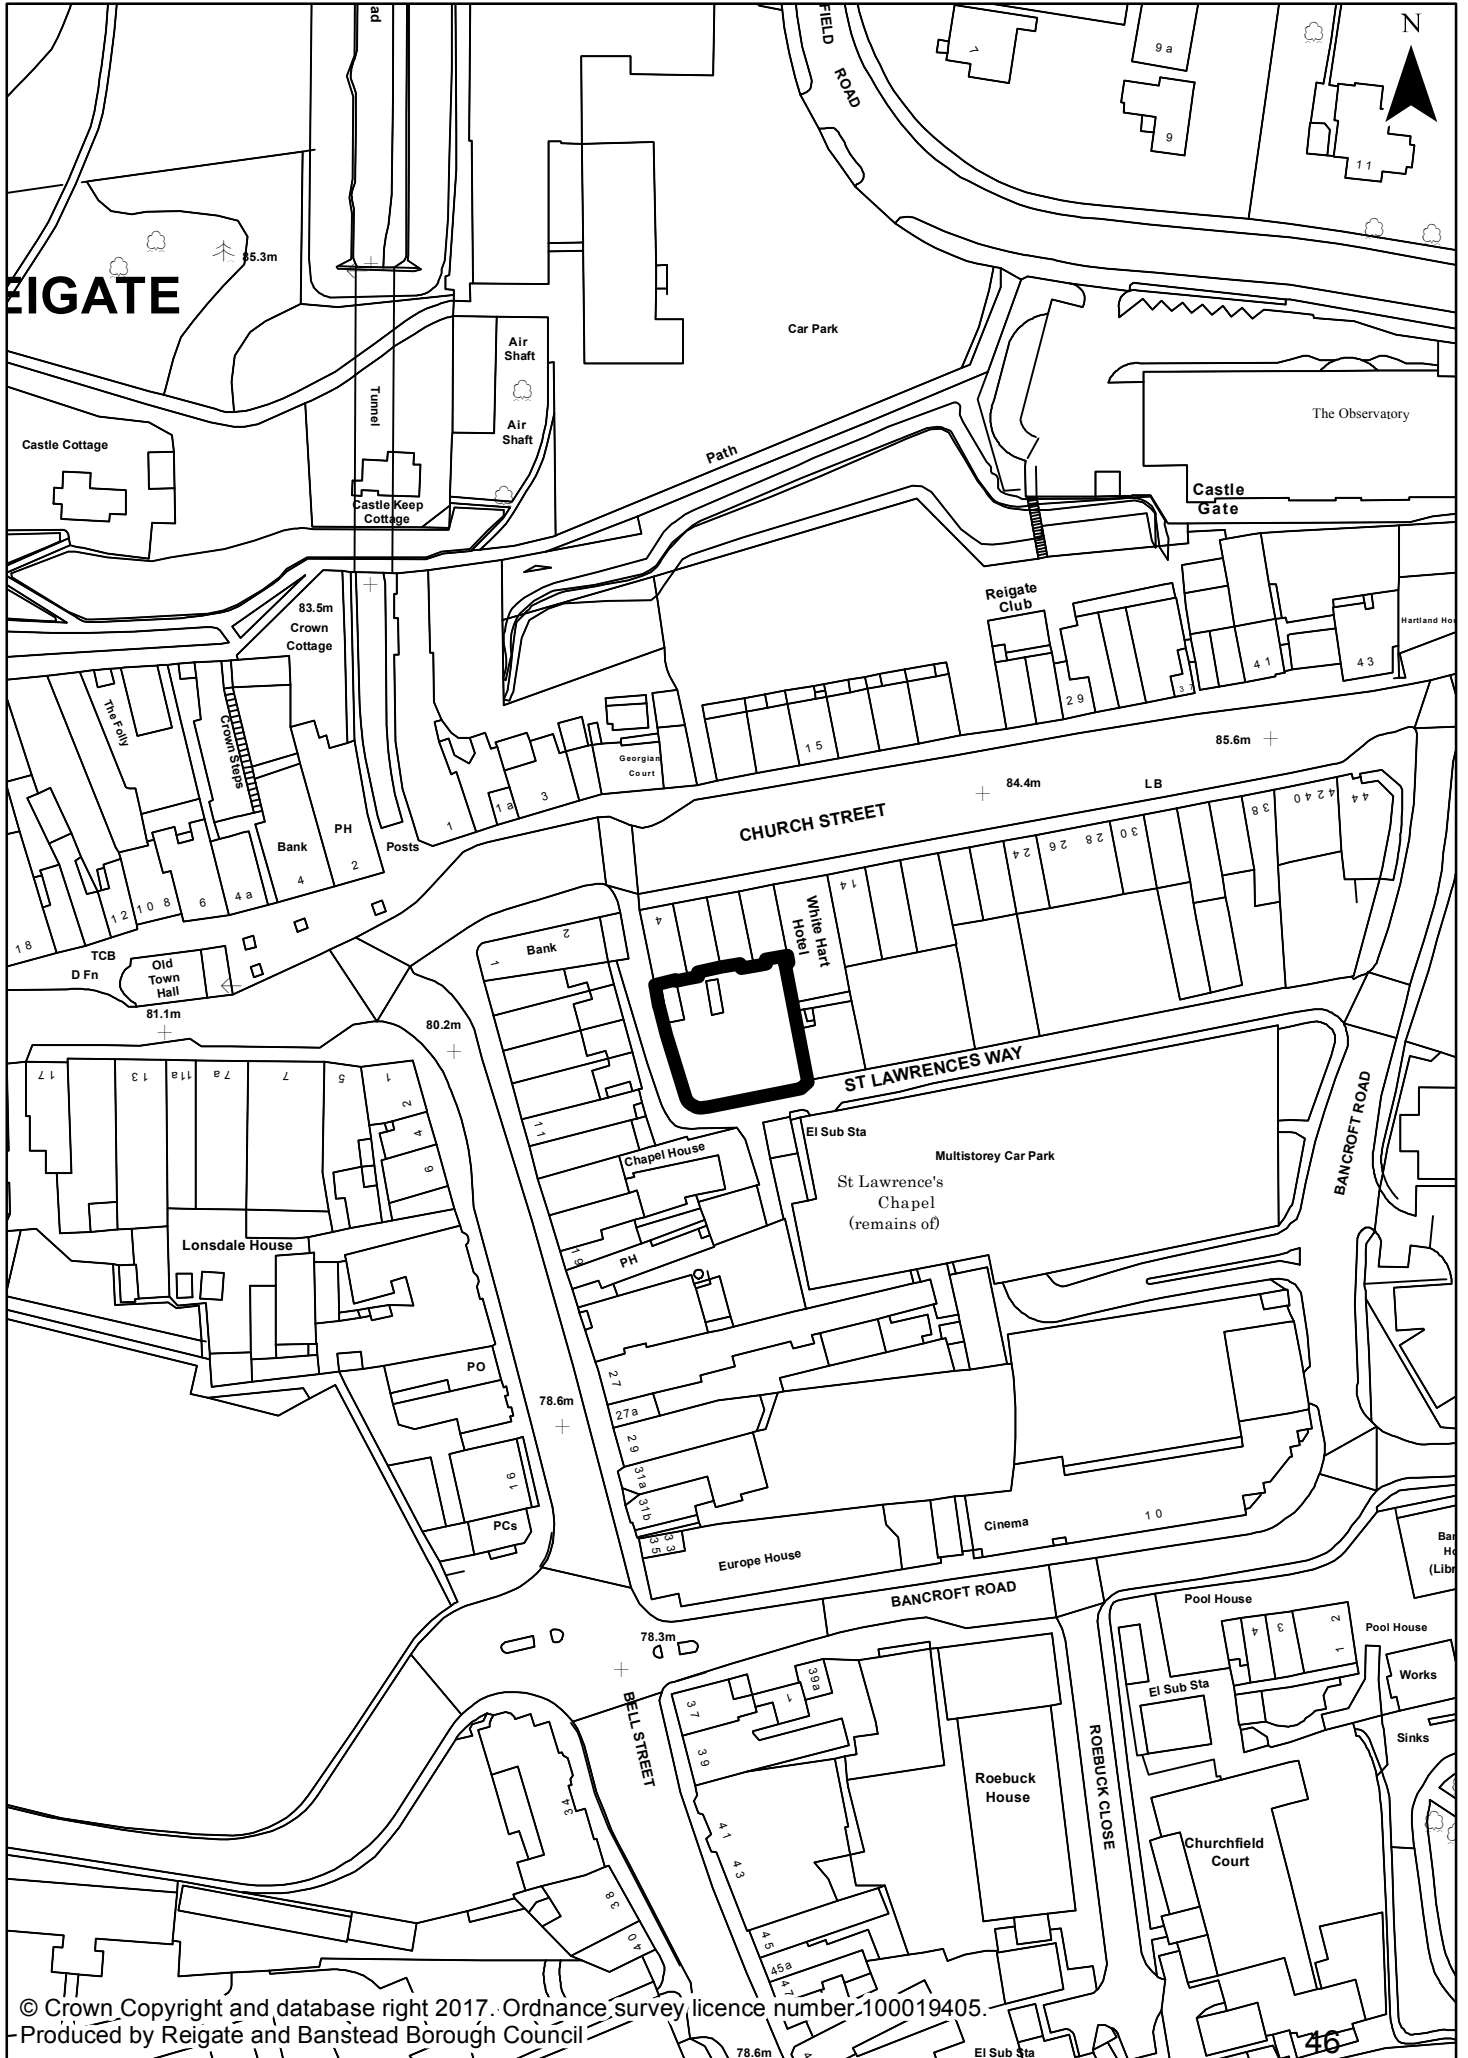 ad
FIELD
ROAD
7
9a
9
11
N
85.3m
EIGATE
Air
Shaft
Car Park
Tunnel
Air
Shaft
The Observatory
Castle Cottage
Path
Castle Keep
Cottage
Castle
Gate
83.5m
Crown
Cottage
Reigate
Club
Hartland Ho
The Folly
Crown Steps
Georgian
Court
15
29
37
41
43
85.6m
84.4m
LB
CHURCH STREET
1
1a
3
PH
2
Posts
Bank
4
4a
6
8
10
12
18
TCB
D Fn
Old
Town
Hall
81.1m
80.2m
Bank
2
1
4
White Hart
Hotel
14
24
26
28
30
38
40
42
44
17
13
11a
7a
7
5
1
2
4
6
11
ST LAWRENCES WAY
El Sub Sta
Multistorey Car Park
St Lawrence's
Chapel
(remains of)
BANCROFT ROAD
Chapel House
Lonsdale House
19
PH
PO
78.6m
27
27a
29
31a
31b
33
35
16
PCs
Cinema
10
Europe House
BANCROFT ROAD
Ban
Ho
(Libr
Pool House
4
3
2
1
Pool House
Works
El Sub Sta
Sinks
78.3m
BELL STREET
37
1
39a
39
ROEBUCK CLOSE
Roebuck
House
34
41
43
Churchfield
Court
38
40
45
45a
47
© Crown Copyright and database right 2017. Ordnance survey licence number 100019405.
Produced by Reigate and Banstead Borough Council
78.6m
El Sub Sta
46